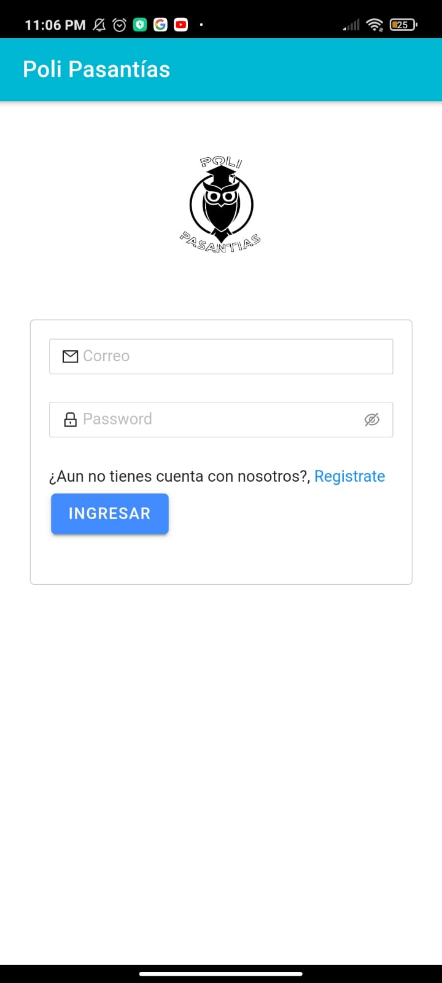 11:06 PM
25
Poli Pasantías
POLI
PASANTIAS
Correo
Password
¿Aun no tienes cuenta con nosotros?, Registrate
INGRESAR